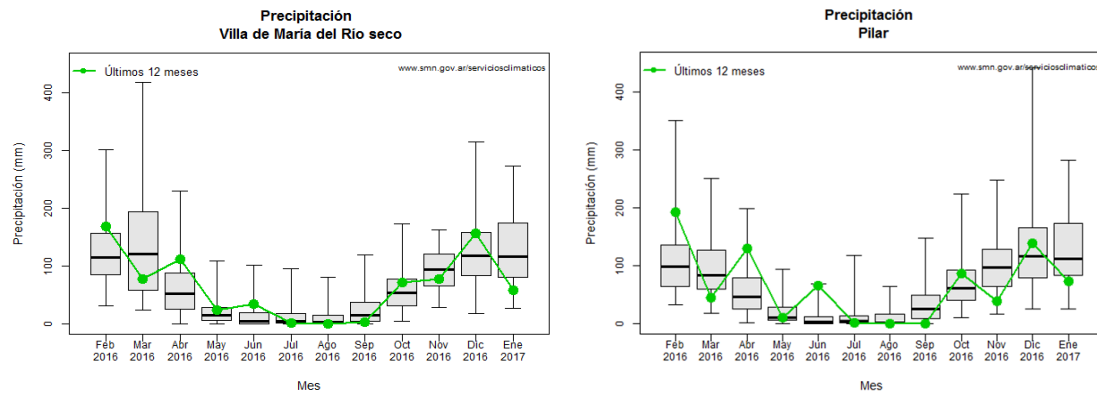 Precipitación
Villa de María del Río seco
Últimos 12 meses
www.smn.gov.ar/serviciosclimaticos
Precipitación (mm)
400
300
200
100
0
Feb 2016
Mar 2016
Abr 2016
May 2016
Jun 2016
Jul 2016
Ago 2016
Sep 2016
Oct 2016
Nov 2016
Dic 2016
Ene 2017
Mes
Precipitación
Pilar
Últimos 12 meses
www.smn.gov.ar/serviciosclimaticos
Precipitación (mm)
400
300
200
100
0
Feb 2016
Mar 2016
Abr 2016
May 2016
Jun 2016
Jul 2016
Ago 2016
Sep 2016
Oct 2016
Nov 2016
Dic 2016
Ene 2017
Mes